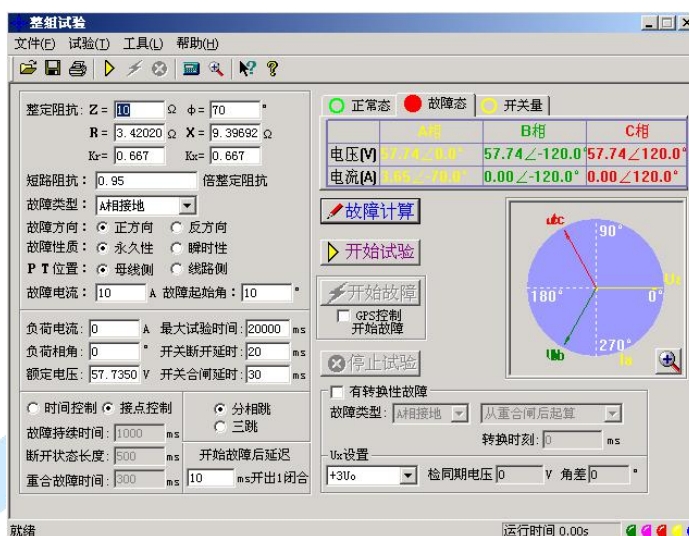 整组试验
文件(F) 试验(T) 工具(L) 帮助(H)
整定阻抗: Z = 10 Ω φ= 70 °
R = 3.42020 Ω X = 9.39692 Ω
Kr= 0.667 Kx= 0.667
短路阻抗: 0.95 倍整定阻抗
故障类型: A相接地
故障方向: 正方向 反方向
故障性质: 永久性 瞬时性
P T位置: 母线侧 线路侧
故障电流: 10 A 故障起始角: 10 °
负荷电流: 0 A 最大试验时间: 20000 ms
负荷相角: 0 ° 开关断开延时: 20 ms
额定电压: 57.7350 V 开关合闸延时: 30 ms
时间控制 接点控制
故障持续时间: 1000 ms
断开状态长度: 500 ms
重合故障时间: 300 ms
分相跳
三跳
开始故障后延迟
10 ms开出1闭合
正常态 故障态 开关量
A相 B相 C相
电压(V) 57.74∠0.0° 57.74∠-120.0° 57.74∠120.0°
电流(A) 3.65∠-70.0° 0.00∠-120.0° 0.00∠120.0°
故障计算
开始试验
开始故障
GPS控制
开始故障
停止试验
90°
180° 0°
270°
Ia
有转换性故障
故障类型: A相接地 从重合闸后起算
转换时刻: 0 ms
Ux设置
+3Uo 检同期电压 0 V 角差 0 °
就绪 运行时间 0.00s